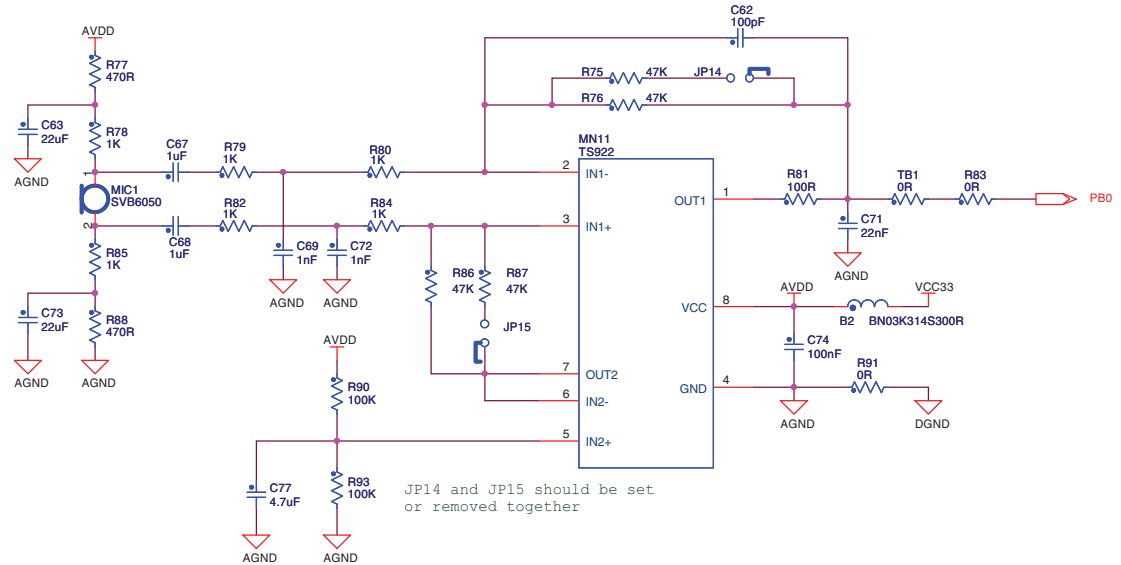 C62
100pF
AVDD
R77
470R
R75
47K
JP14
R76
47K
C63
22uF
R78
1K
C67
1uF
R79
1K
R80
1K
MN11
TS922
AGND
1
MIC1
SVB6050
2
2
IN1-
R81
100R
TB1
0R
R83
0R
OUT1
1
PB0
C68
1uF
R82
1K
R84
1K
3
IN1+
C71
22nF
R85
1K
C69
1nF
C72
1nF
R86
47K
R87
47K
AGND
AGND
AGND
AVDD
VCC33
VCC
8
B2
BN03K314S300R
C73
22uF
R88
470R
JP15
AVDD
C74
100nF
R91
0R
AGND
AGND
7
OUT2
GND
4
R90
100K
6
IN2-
AGND
DGND
5
IN2+
C77
4.7uF
R93
100K
JP14 and JP15 should be set
or removed together
AGND
AGND